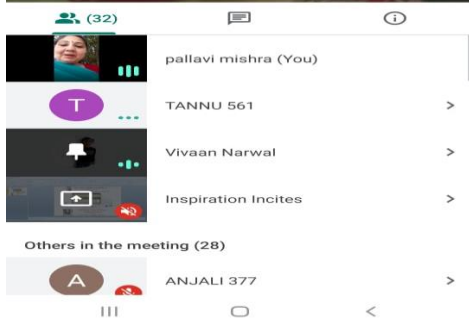 (32)
pallavi mishra (You)
T
TANNU 561
Vivaan Narwal
Inspiration Incites
Others in the meeting (28)
A
ANJALI 377